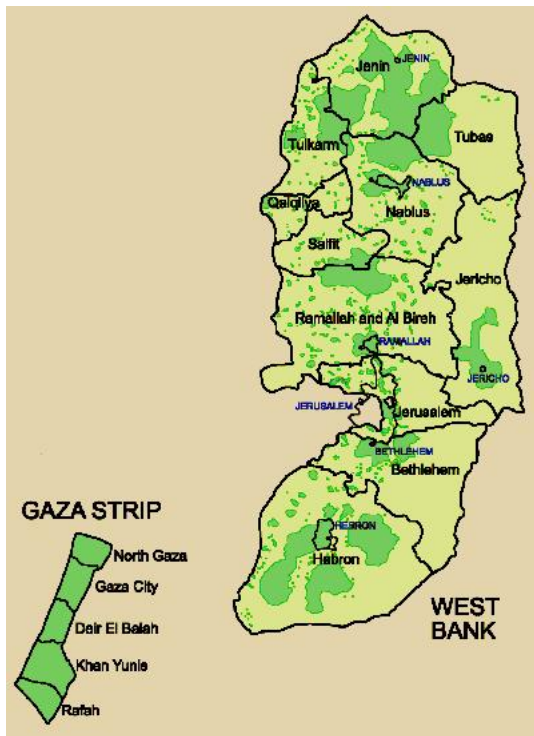 Jenin
JENIN
Tubas
Tulkarm
NABLUS
Qalqiliya
Nablus
Salfit
Jericho
Ramallah and Al Bireh
RAMALLAH
JERICHO
JERUSALEM
Jerusalem
BETHLEHEM
Bethlehem
GAZA STRIP
HEBRON
North Gaza
Hebron
Gaza City
WEST
BANK
Deir El Balah
Khan Yunis
Rafah